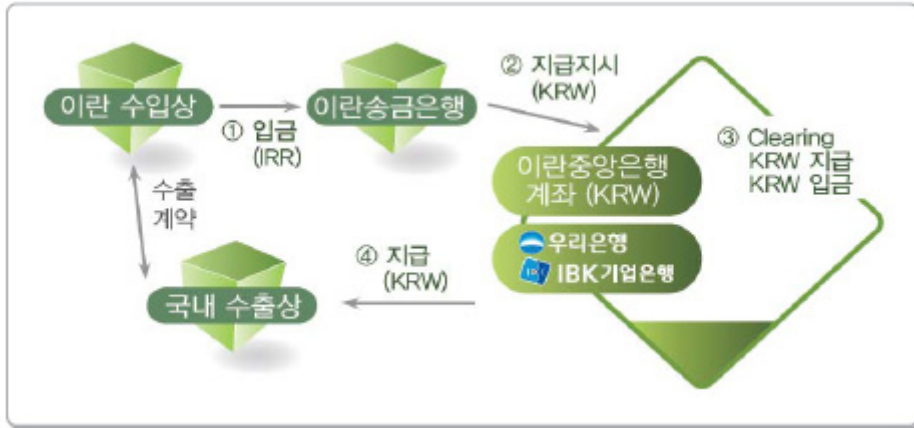 이란 수입상
① 입금
(IRR)
이란송금은행
② 지급지시
(KRW)
③ Clearing
KRW 지급
KRW 입금
이란중앙은행
계좌 (KRW)
우리은행
IBK기업은행
④ 지급
(KRW)
수출
계약
국내 수출상